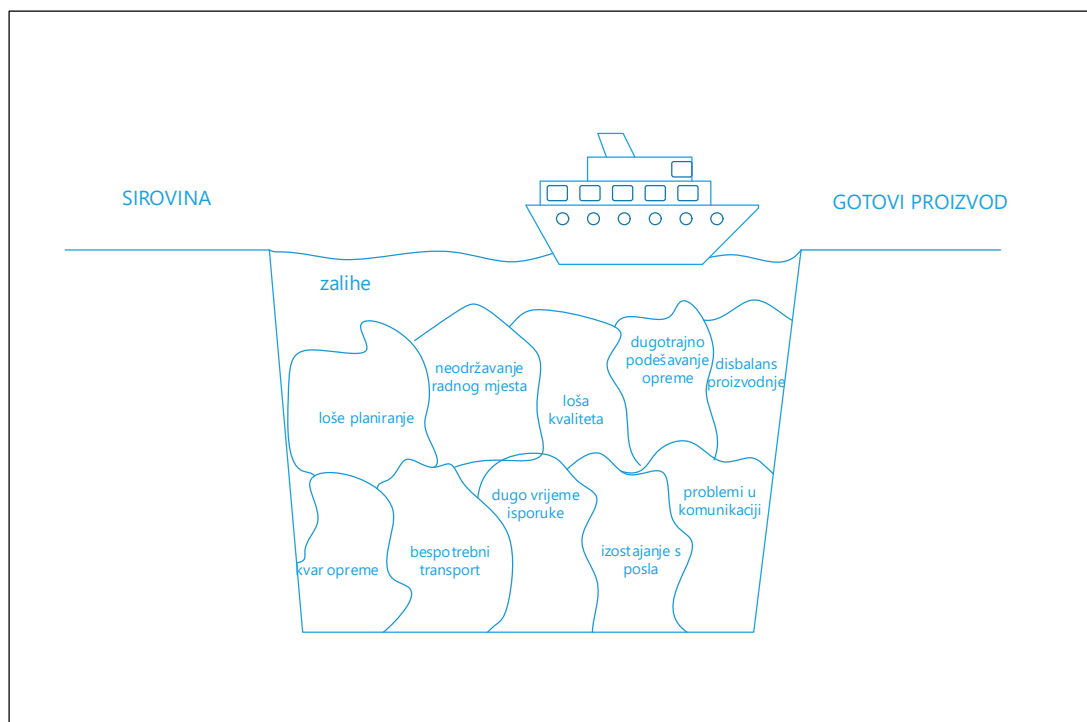 SIROVINA
GOTOVI PROIZVOD
zalihe
loše planiranje
neodržavanje
radnog mjesta
loša
kvaliteta
dugotrajno
podešavanje
opreme
disbalans
proizvodnje
kvar opreme
bespotrebni
transport
dugo vrijeme
isporuke
izostajanje s
posla
problemi u
komunikaciji